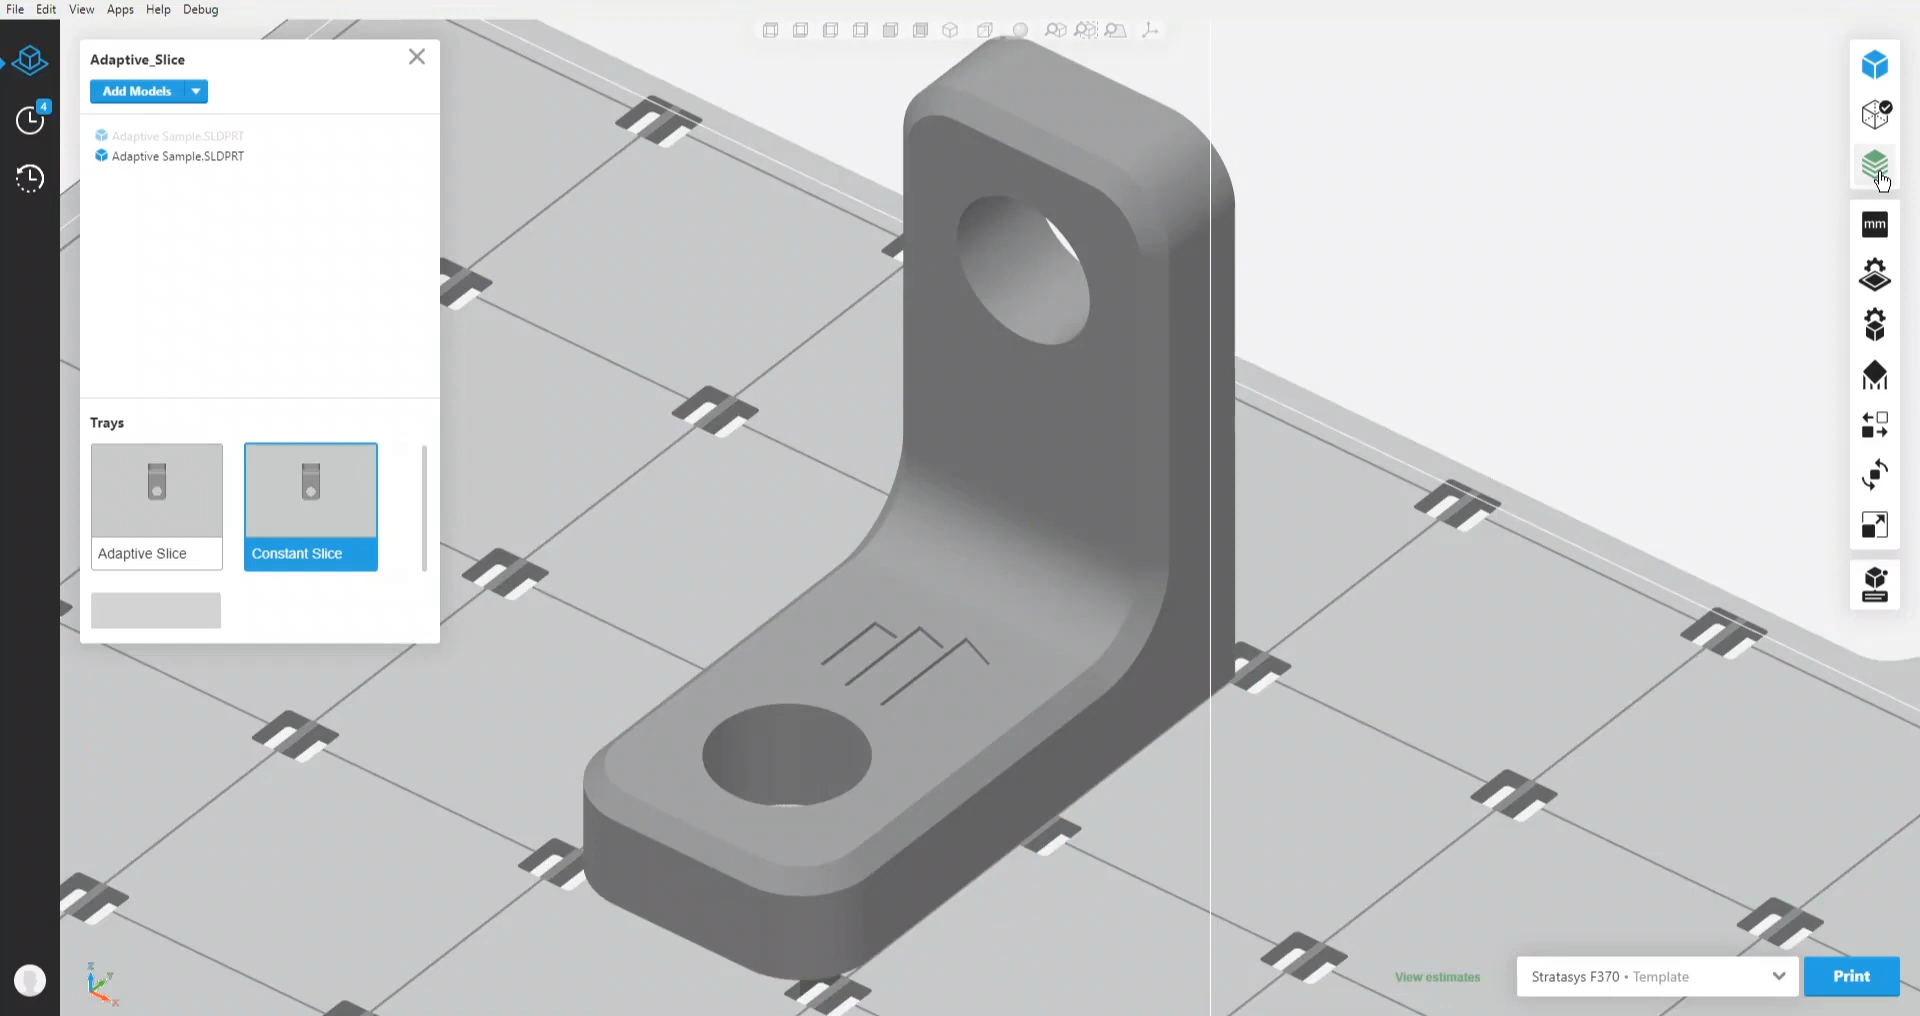 File Edit View Apps Help Debug
Adaptive_Slice
Add Models
4
Adaptive Sample.SLDPRT
Adaptive Sample.SLDPRT
mm
Trays
Adaptive Slice
Constant Slice
Z
Y
X
View estimates
Stratasys F370 • Template
Print